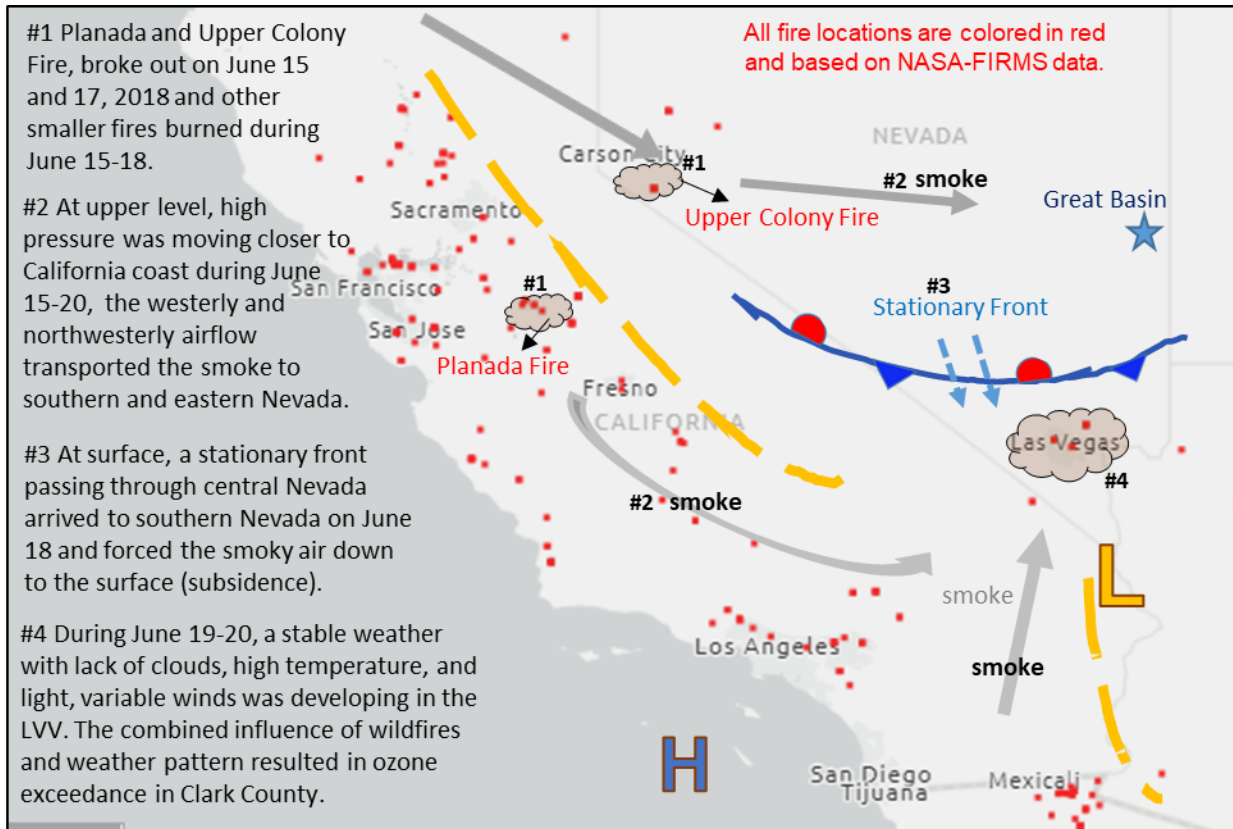 #1 Planada and Upper Colony
Fire, broke out on June 15
and 17, 2018 and other
smaller fires burned during
June 15-18.
#2 At upper level, high
pressure was moving closer to
California coast during June
15-20,  the westerly and
northwesterly airflow
transported the smoke to
southern and eastern Nevada.
#3 At surface, a stationary front
passing through central Nevada
arrived to southern Nevada on June
18 and forced the smoky air down
to the surface (subsidence).
#4 During June 19-20, a stable weather
with lack of clouds, high temperature, and
light, variable winds was developing in the
LVV. The combined influence of wildfires
and weather pattern resulted in ozone
exceedance in Clark County.
All fire locations are colored in red
and based on NASA-FIRMS data.
NEVADA
Carson City
#1
#2 smoke
Upper Colony Fire
Great Basin
Sacramento
San Francisco
#1
#3
Stationary Front
San Jose
Planada Fire
Fresno
CALIFORNIA
Las Vegas
#4
#2 smoke
smoke
L
Los Angeles
smoke
H
San Diego
Tijuana
Mexicali